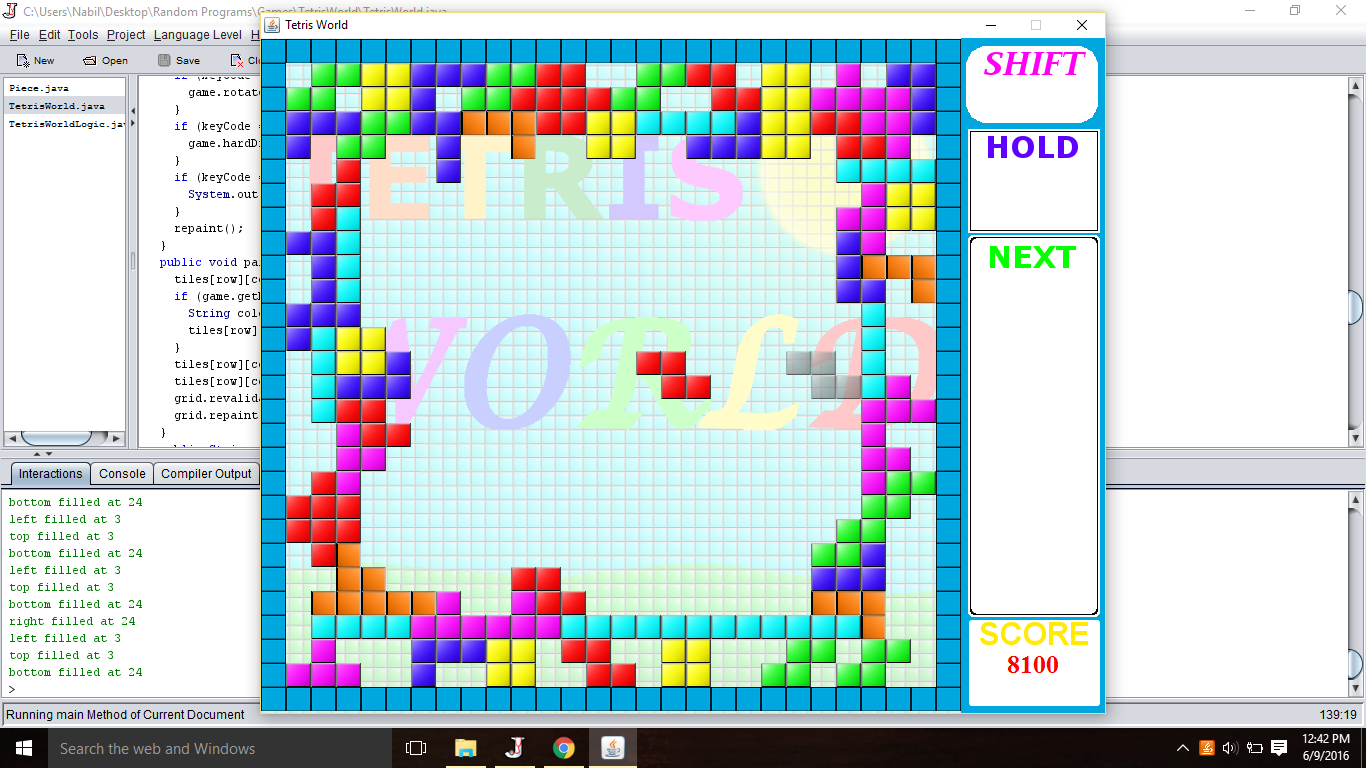 C:\Users\Nabil\Desktop\Random Programs\Games\TetrisWorld\TetrisWorld.java
Tetris World
File Edit Tools Project Language Level
New Open Save
Piece.java
TetrisWorld.java
TetrisWorldLogic.jav
game.rotat
}
if (keyCode =
game.hardD
}
if (keyCode =
System.out
}
repaint();
}
public void pa
tiles[row][co
if (game.get
String col
tiles[row]
}
tiles[row][co
tiles[row][co
grid.revalid
grid.repaint
}
TETRIS
WORLD
SHIFT
HOLD
NEXT
SCORE
8100
Interactions Console Compiler Output
bottom filled at 24
left filled at 3
top filled at 3
bottom filled at 24
left filled at 3
top filled at 3
bottom filled at 24
right filled at 24
left filled at 3
top filled at 3
bottom filled at 24
>
Running main Method of Current Document
139:19
Search the web and Windows
12:42 PM
6/9/2016